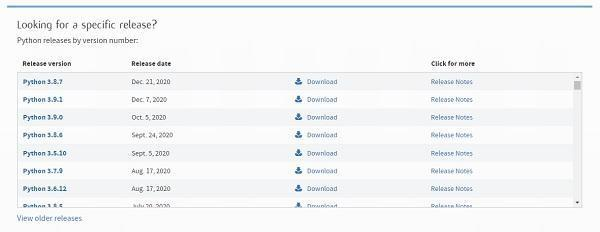 Looking for a specific release?
Python releases by version number:
Release version Release date Click for more
Python 3.8.7 Dec. 21, 2020 Download Release Notes
Python 3.9.1 Dec. 7, 2020 Download Release Notes
Python 3.9.0 Oct. 5, 2020 Download Release Notes
Python 3.8.6 Sept. 24, 2020 Download Release Notes
Python 3.5.10 Sept. 5, 2020 Download Release Notes
Python 3.7.9 Aug. 17, 2020 Download Release Notes
Python 3.6.12 Aug. 17, 2020 Download Release Notes
Python 3.8.5 July 20, 2020 Download Release Notes
View older releases